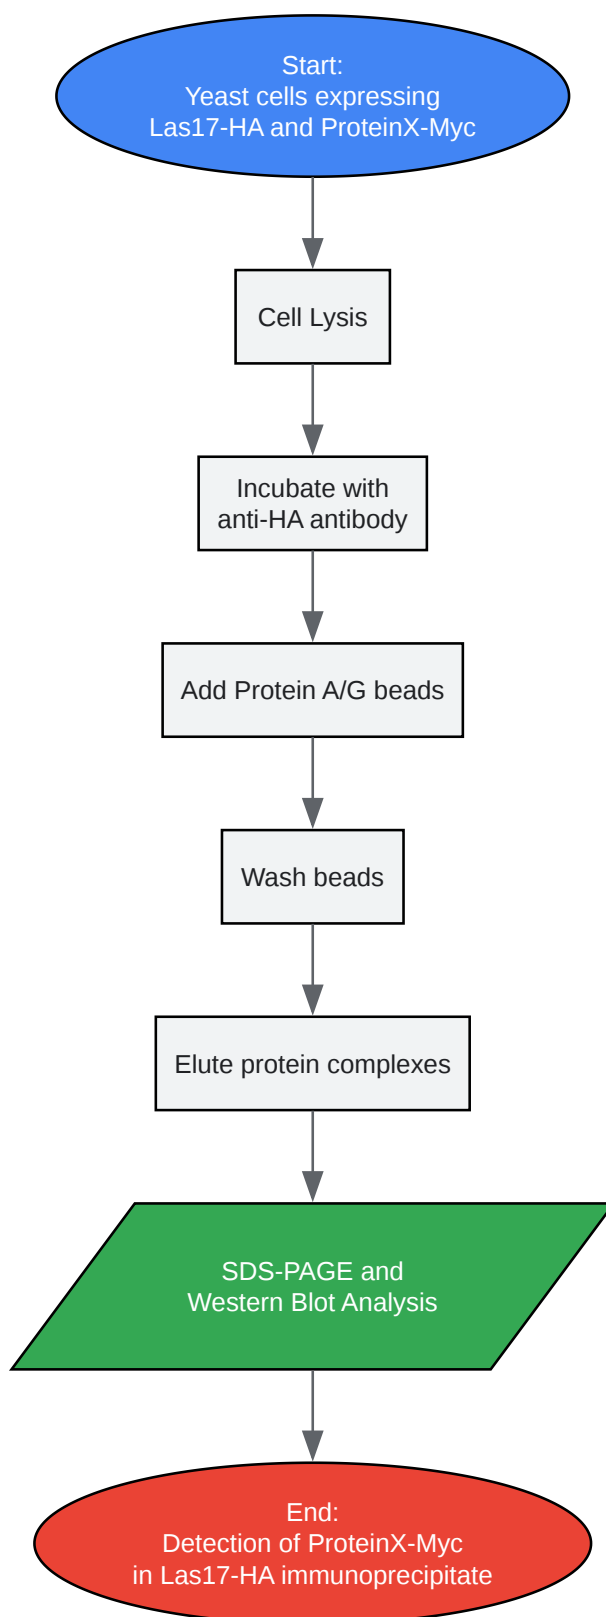 Start:
Yeast cells expressing
Las17-HA and ProteinX-Myc
Cell Lysis
Incubate with
anti-HA antibody
Add Protein A/G beads
Wash beads
Elute protein complexes
SDS-PAGE and
Western Blot Analysis
End:
Detection of ProteinX-Myc
in Las17-HA immunoprecipitate